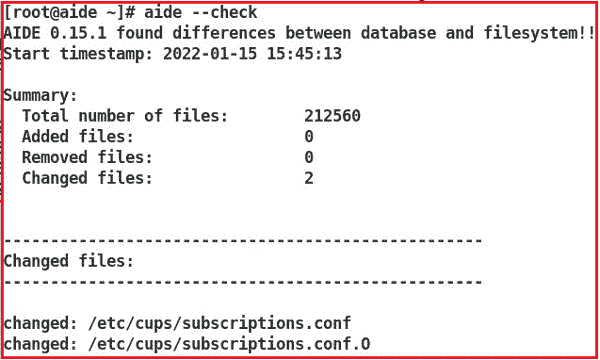 [root@aide ~]# aide --check
AIDE 0.15.1 found differences between database and filesystem!!
Start timestamp: 2022-01-15 15:45:13
Summary:
Total number of files: 212560
Added files: 0
Removed files: 0
Changed files: 2
---------------------------------------------------
Changed files:
---------------------------------------------------
changed: /etc/cups/subscriptions.conf
changed: /etc/cups/subscriptions.conf.O